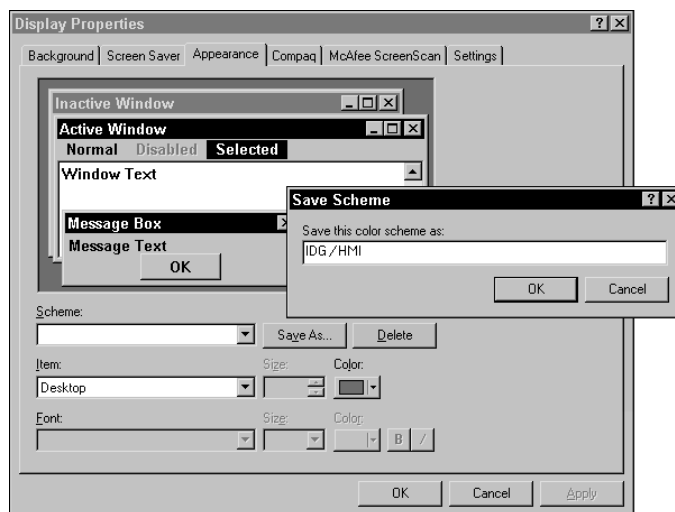 Display Properties
Background Screen Saver Appearance Compaq McAfee ScreenScan Settings
Inactive Window
Active Window
Normal Disabled Selected
Window Text
Message Box
Message Text
OK
Save Scheme
Save this color scheme as:
IDG/HMI
OK Cancel
Scheme:
Save As... Delete
Item: Size: Color:
Desktop
Font: Size: Color:
B /
OK Cancel Apply